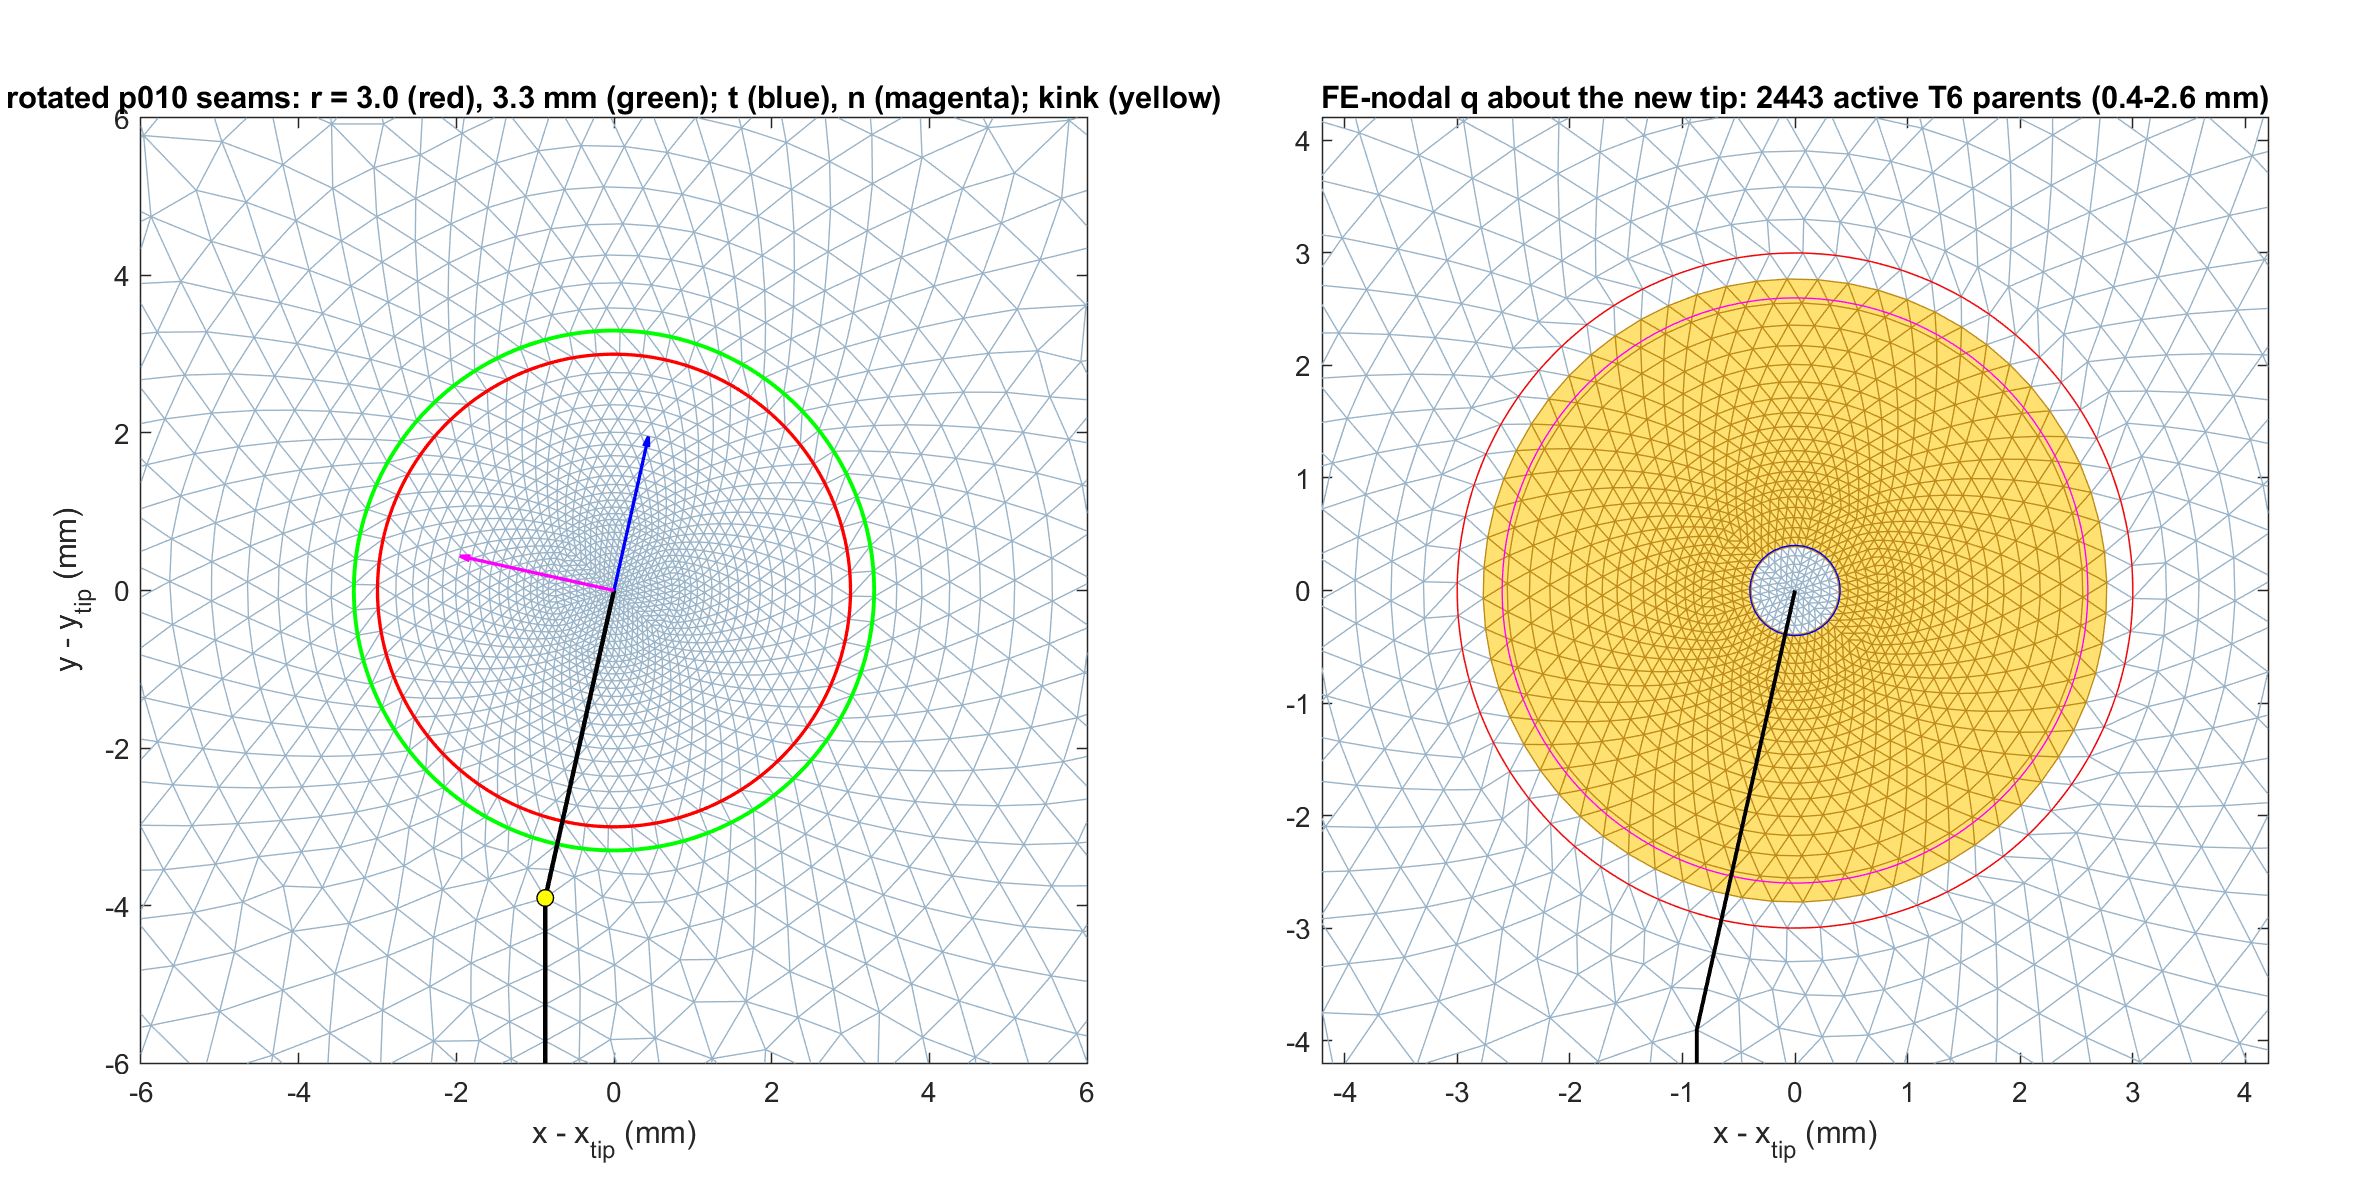 rotated p010 seams: r = 3.0 (red), 3.3 mm (green); t (blue), n (magenta); kink (yellow)
6
4
2
0
-2
-4
-6
y - y_tip (mm)
-6 -4 -2 0 2 4 6
x - x_tip (mm)
FE-nodal q about the new tip: 2443 active T6 parents (0.4-2.6 mm)
4
3
2
1
0
-1
-2
-3
-4
-4 -3 -2 -1 0 1 2 3 4
x - x_tip (mm)